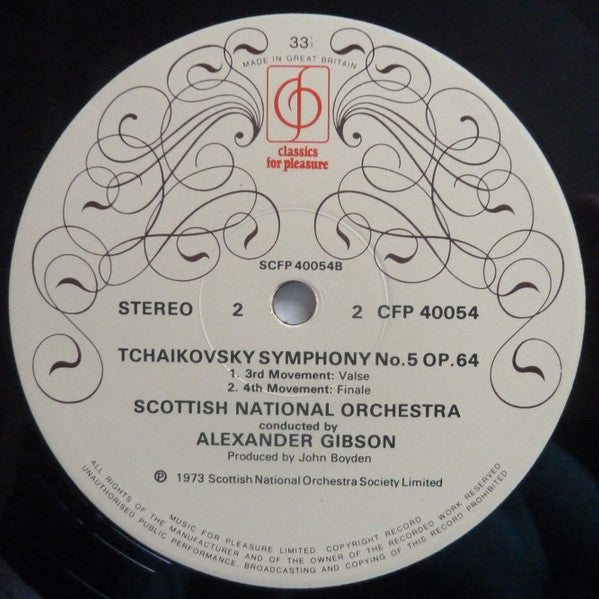 33⅓
MADE IN GREAT BRITAIN
classics
for pleasure
SCFP 40054B
STEREO 2 2 CFP 40054
TCHAIKOVSKY SYMPHONY No.5 OP.64
1. 3rd Movement: Valse
2. 4th Movement: Finale
SCOTTISH NATIONAL ORCHESTRA
conducted by
ALEXANDER GIBSON
Produced by John Boyden
Ⓟ 1973 Scottish National Orchestra Society Limited
MUSIC FOR PLEASURE LIMITED. COPYRIGHT RECORD
ALL RIGHTS OF THE MANUFACTURER AND OF THE OWNER OF THE RECORDED WORK RESERVED
UNAUTHORISED PUBLIC PERFORMANCE, BROADCASTING AND COPYING OF THIS RECORD PROHIBITED